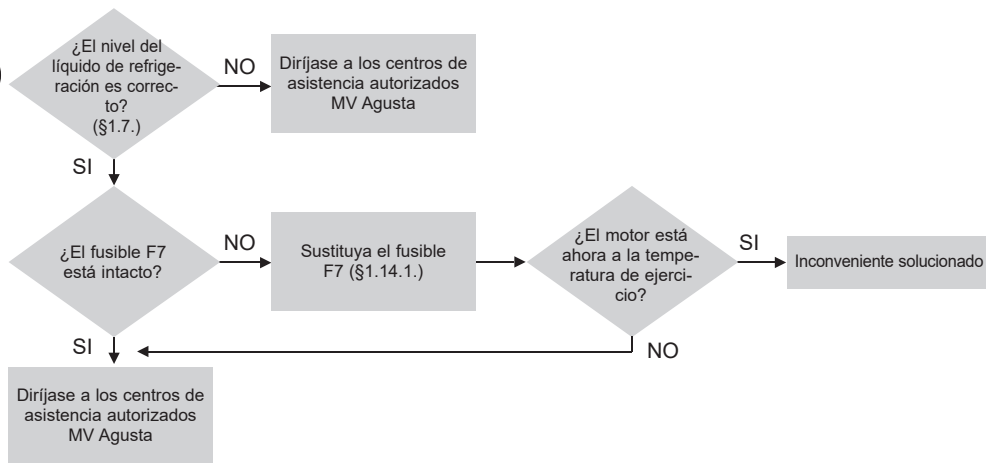 ¿El nivel del
líquido de refrige-
ración es correc-
to?
(§1.7.)
NO
Diríjase a los centros de
asistencia autorizados
MV Agusta
SI
¿El fusible F7
está intacto?
NO
Sustituya el fusible
F7 (§1.14.1.)
¿El motor está
ahora a la tempe-
ratura de ejerci-
cio?
SI
Inconveniente solucionado
SI
NO
Diríjase a los centros de
asistencia autorizados
MV Agusta